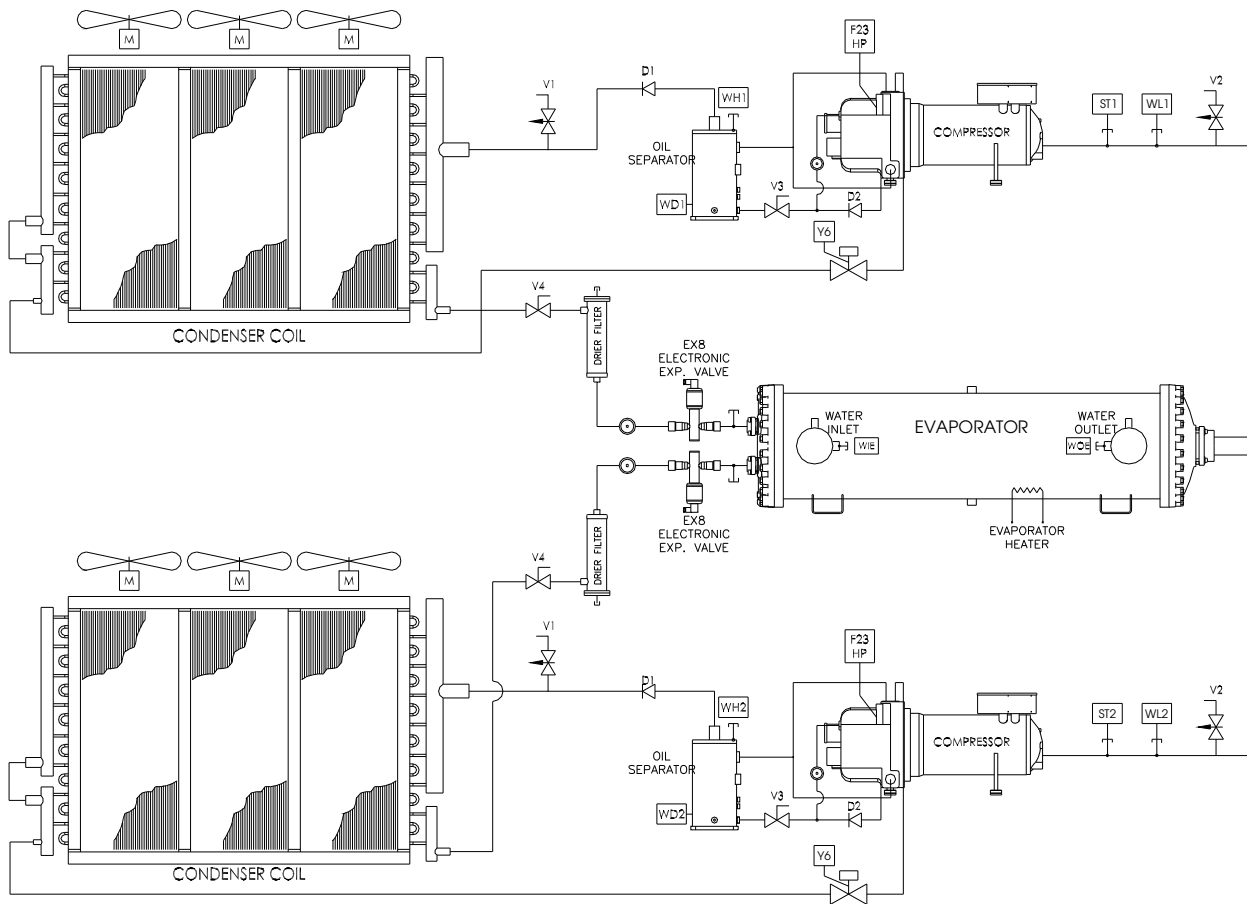 M
M
M
F23
HP
V1
D1
WH1
V2
ST1
WL1
COMPRESSOR
OIL
SEPARATOR
WD1
V3
D2
Y6
V4
CONDENSER COIL
DRIER FILTER
EX8
ELECTRONIC
EXP. VALVE
WATER
INLET
WIE
EVAPORATOR
WATER
OUTLET
WOE
EX8
ELECTRONIC
EXP. VALVE
EVAPORATOR
HEATER
DRIER FILTER
V4
M
M
M
V1
F23
HP
D1
WH2
V2
ST2
WL2
COMPRESSOR
OIL
SEPARATOR
WD2
V3
D2
Y6
CONDENSER COIL